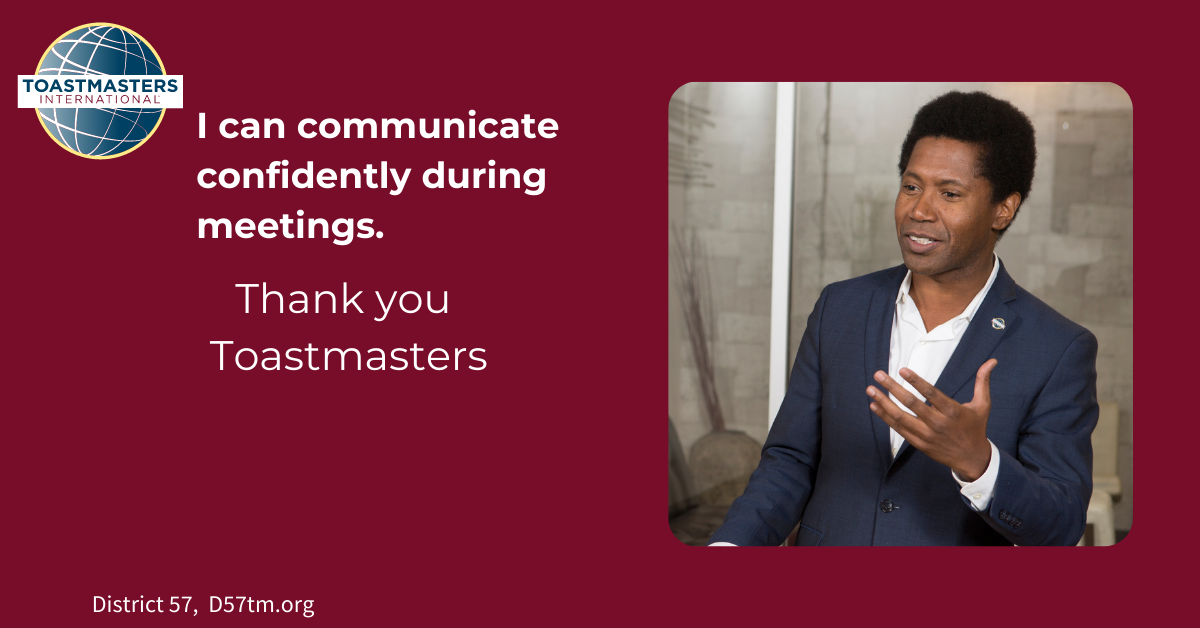 TOASTMASTERS
INTERNATIONAL
I can communicate
confidently during
meetings.
Thank you
Toastmasters
District 57, D57tm.org